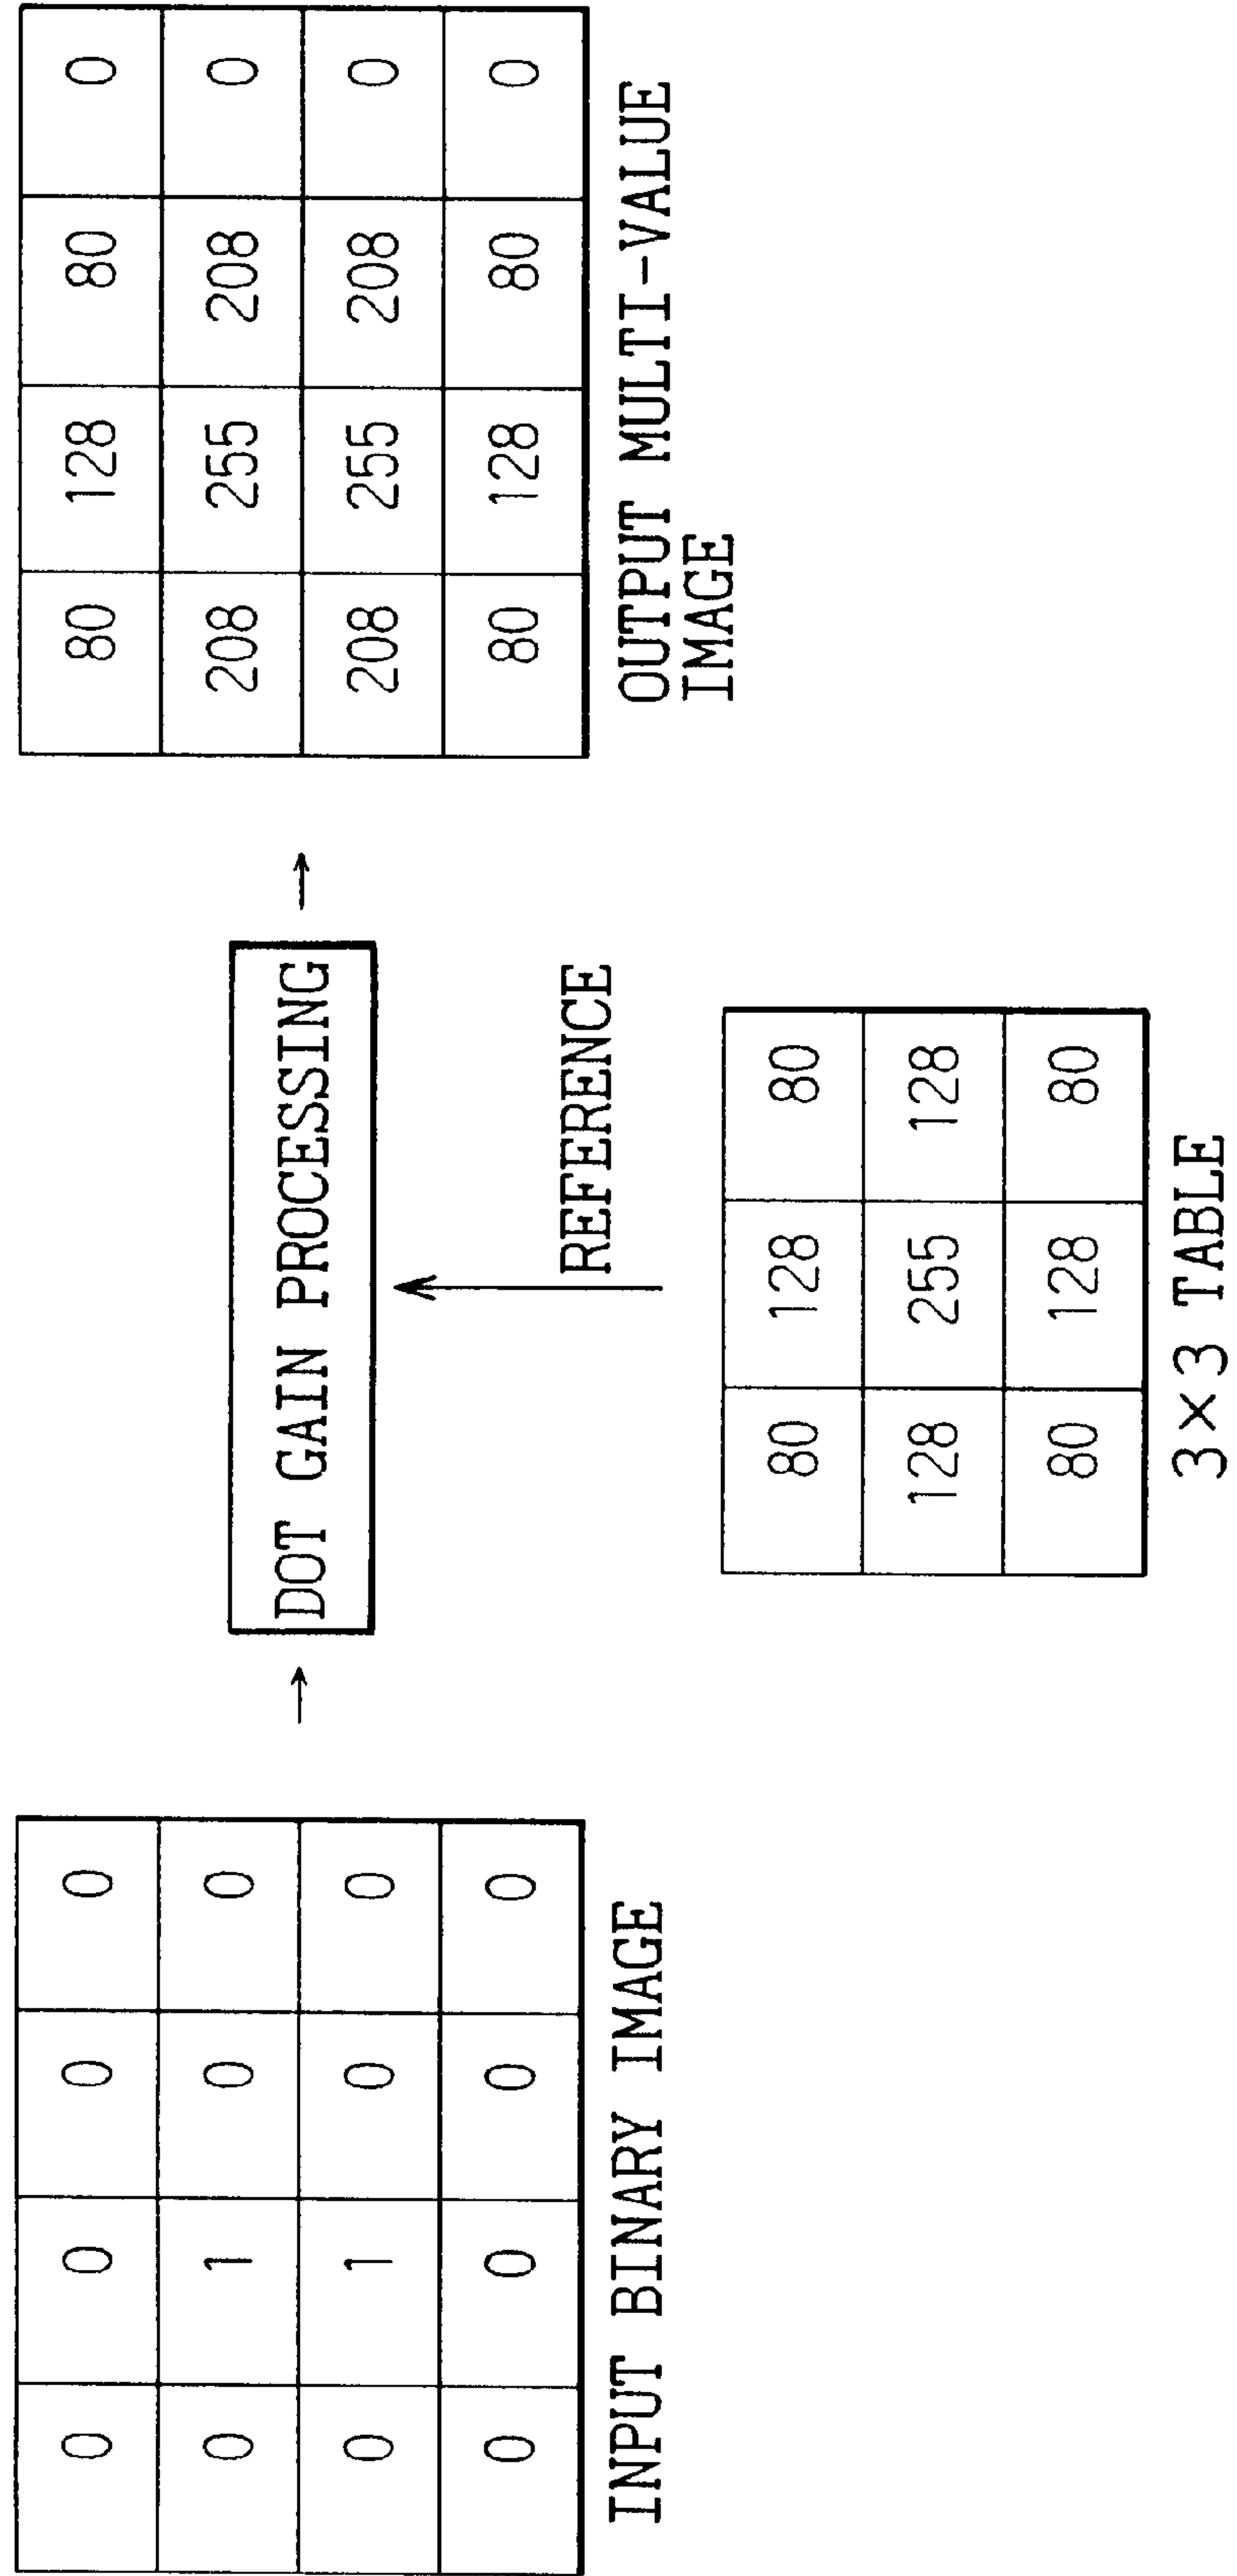 0 0 0 0
0 1 0 0
0 1 0 0
0 0 0 0
INPUT BINARY IMAGE
DOT GAIN PROCESSING
REFERENCE
80 128 80
128 255 128
80 128 80
3×3 TABLE
80 128 80 0
208 255 208 0
208 255 208 0
80 128 80 0
OUTPUT MULTI-VALUE
IMAGE